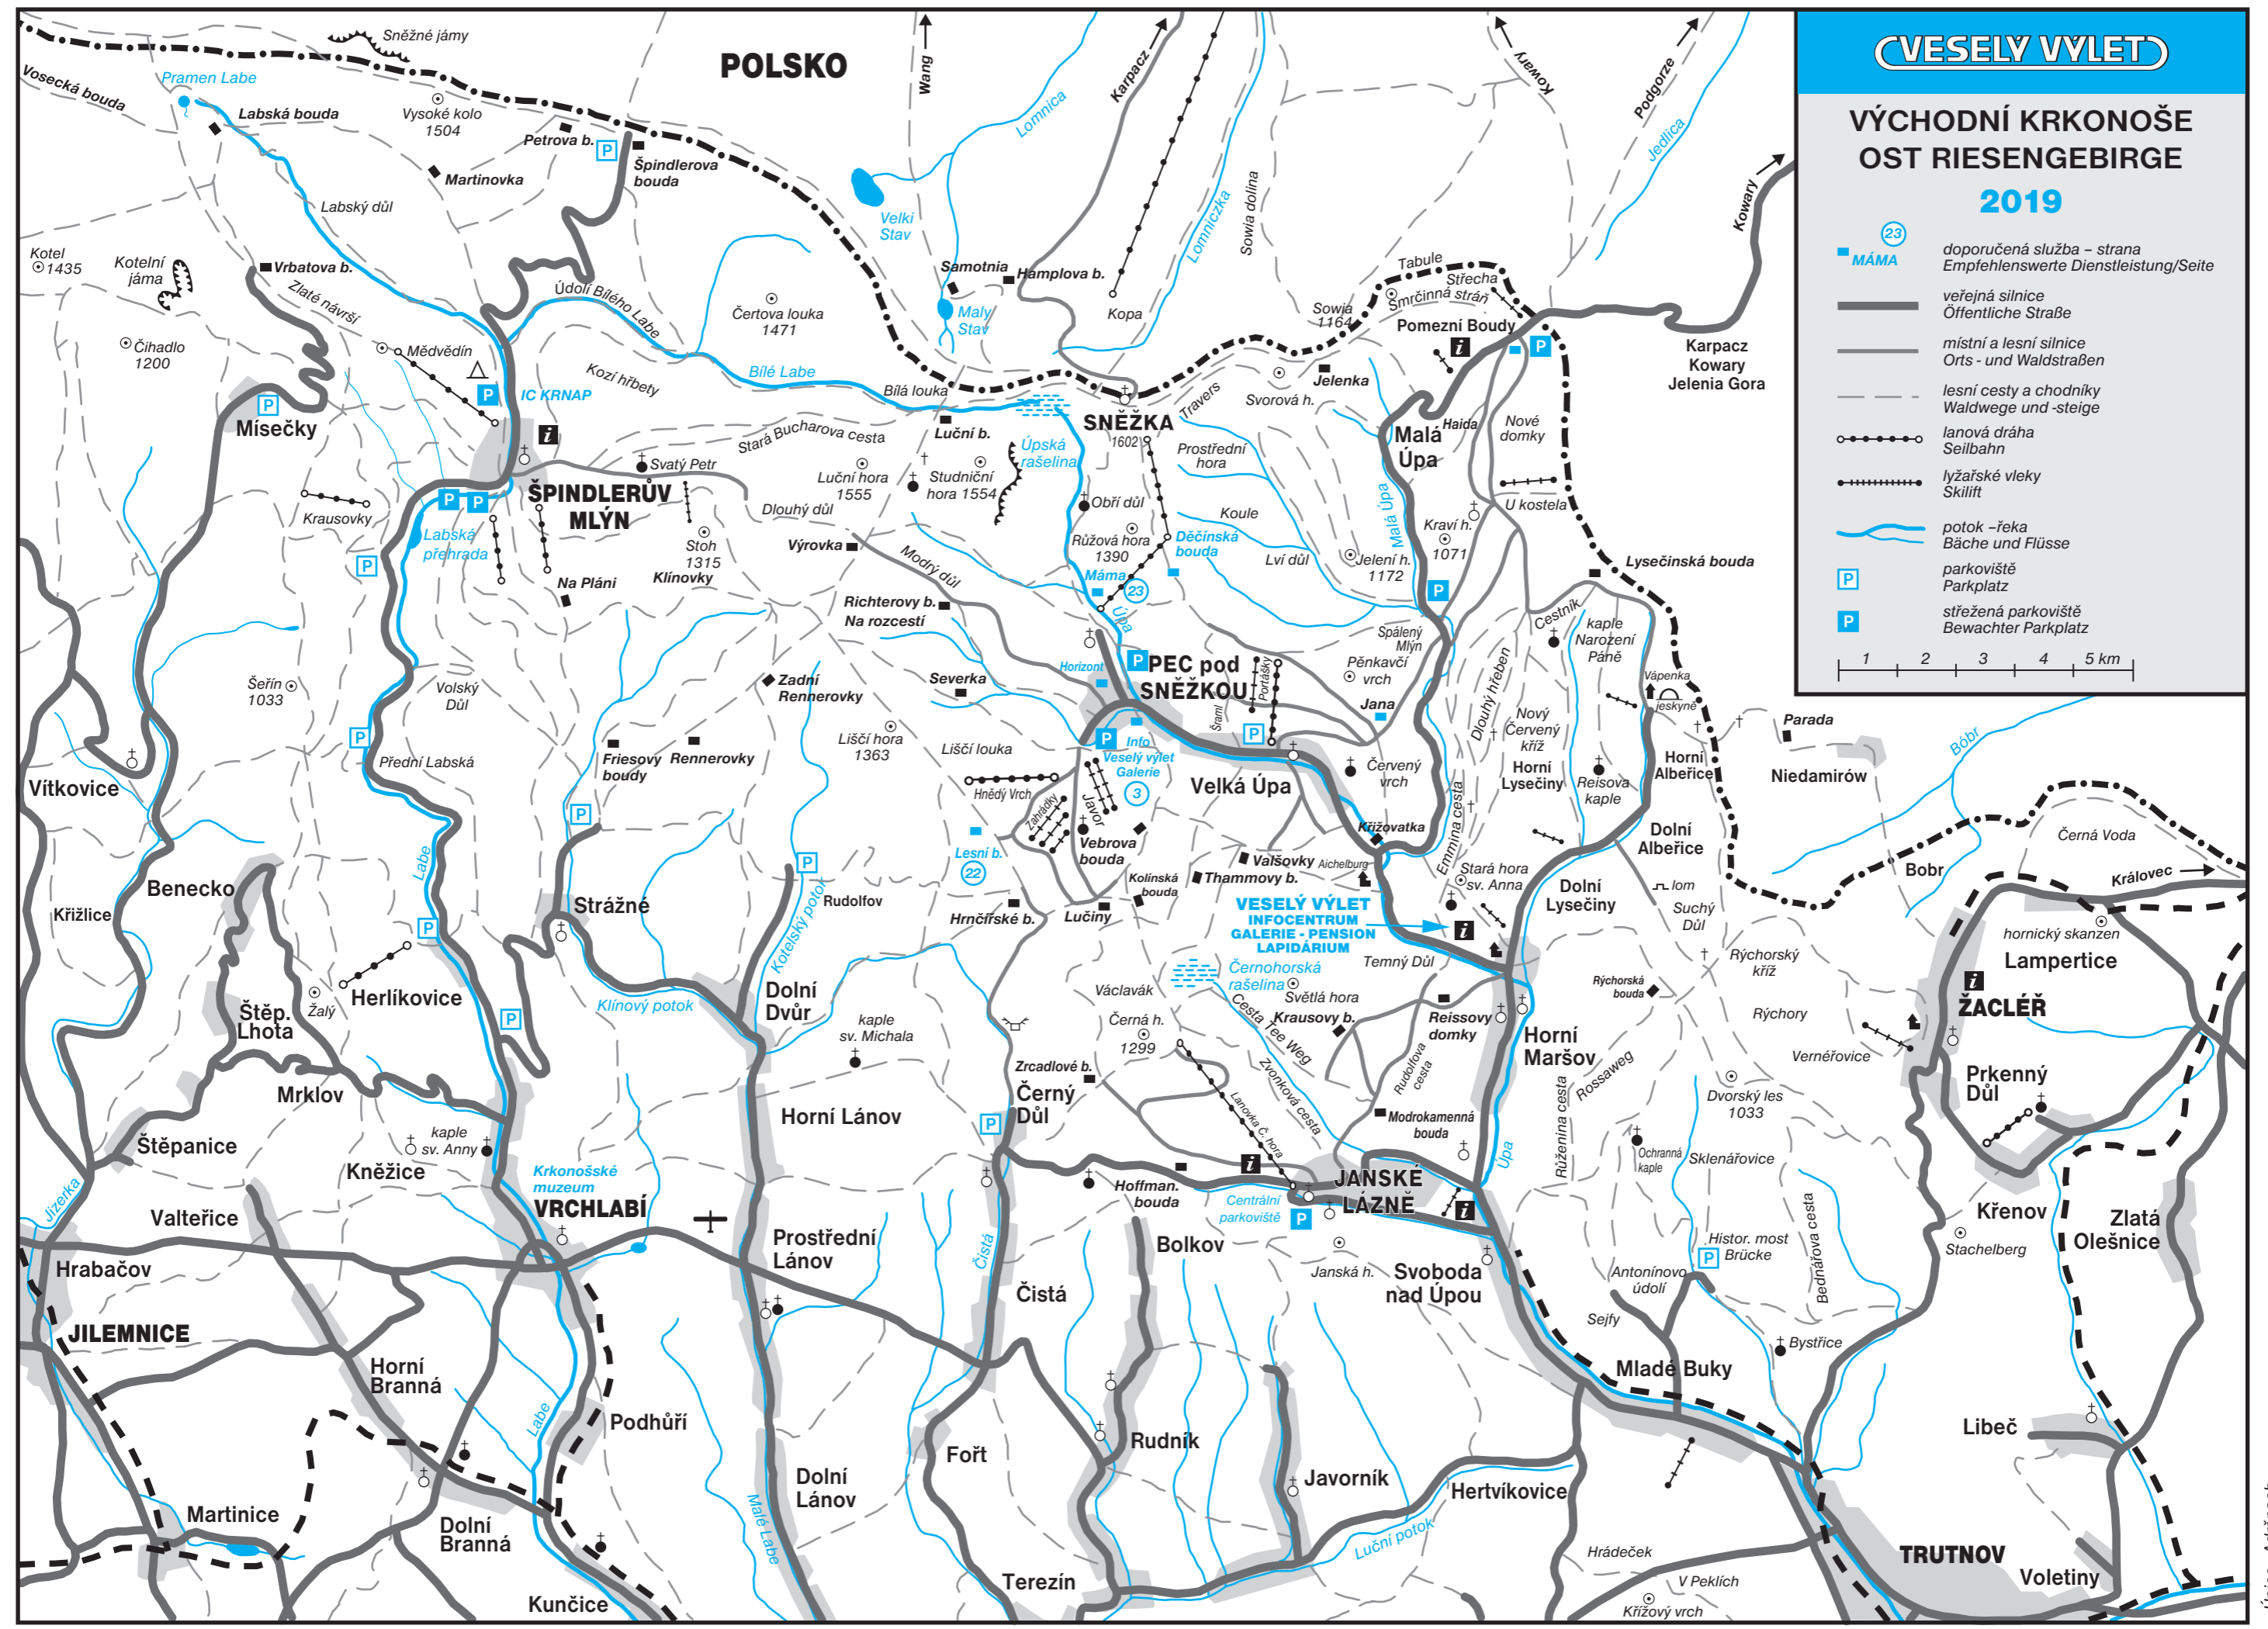 VESELÝ VÝLET
VÝCHODNÍ KRKONOŠE
OST RIESENGEBIRGE
2019
23
MÁMA
doporučená služba – strana
Empfehlenswerte Dienstleistung/Seite
veřejná silnice
Öffentliche Straße
místní a lesní silnice
Orts - und Waldstraßen
lesní cesty a chodníky
Waldwege und -steige
lanová dráha
Seilbahn
lyžařské vleky
Skilift
potok –řeka
Bäche und Flüsse
P
parkoviště
Parkplatz
P
střežená parkoviště
Bewachter Parkplatz
1 2 3 4 5 km
Sněžné jámy
POLSKO
Wang
Karpacz
Kowary
Podgorze
Vosecká bouda
Pramen Labe
Labská bouda
Vysoké kolo
1504
Petrova b.
P
Špindlerova
bouda
Martinovka
Lomnica
Jedlica
Labský důl
Velki
Stav
Lomniczka
Sowia dolina
Kowary
Kotel
1435
Kotelní
jáma
Vrbatova b.
Zlaté návrší
Údolí Bílého Labe
Čertova louka
1471
Samotnia
Hamplova b.
Maly
Stav
Kopa
Tabule
Střecha
Smrčinná stráň
Sowia
1164
Pomezní Boudy
i
P
Karpacz
Kowary
Jelenia Gora
Čihadlo
1200
Mědvědín
Kozí hřbety
Bílé Labe
Bílá louka
Travers
Jelenka
Svorová h.
P
IC KRNAP
P
Mísečky
i
SNĚŽKA
1602
Luční b.
Stará Bucharova cesta
Úpská
rašelina
Prostřední
hora
Malá
Úpa
Haida
Nové
domky
Svatý Petr
ŠPINDLERŮV
MLÝN
Luční hora
1555
Studniční
hora 1554
Obří důl
Koule
Malá Úpa
U kostela
Krausovky
P
P
Labská
přehrada
P
Dlouhý důl
Stoh
1315
Výrovka
Klínovky
Modrý důl
Růžová hora
1390
Děčínská
bouda
Lví důl
Kraví h.
1071
Jelení h.
1172
Lysečinská bouda
Na Pláni
Máma
23
P
Richterovy b.
Na rozcestí
Úpa
Spálený
Mlýn
Cestník
kaple
Narození
Páně
Horizont
P
PEC pod
SNĚŽKOU
Portášky
Pěnkavčí
vrch
Šeřín
1033
Volský
Důl
Zadní
Rennerovky
Severka
Jana
Dlouhý hřeben
Vápenka
jeskyně
Šraml
Nový
Červený
kříž
Parada
Friesovy
boudy
Rennerovky
Liščí hora
1363
Liščí louka
P
P
Info
Veselý výlet
Galerie
3
P
Přední Labská
Vítkovice
Hnědý Vrch
Velká Úpa
Červený
vrch
Horní
Lysečiny
Reisova
kaple
Horní
Albeřice
Niedamirów
Bóbr
Zahrádky
Javor
P
Vebrova
bouda
Křižovatka
Emmina cesta
Dolní
Albeřice
Černá Voda
Labe
Lesní b.
22
P
Valšovky
Aichelburg
Thammovy b.
Stará hora
sv. Anna
Bobr
Královec
Benecko
Křižlice
Strážné
Kotelský potok
Rudolfov
Kolínská
bouda
Hrnčířské b.
Lučiny
Dolní
Lysečiny
lom
Suchý
Důl
P
VESELÝ VÝLET
INFOCENTRUM
GALERIE - PENSION
LAPIDÁRIUM
i
hornický skanzen
Lampertice
Temný Důl
Rýchorský
kříž
Herlíkovice
Černohorská
rašelina
Žalý
Štěp.
Lhota
P
Klínový potok
Dolní
Dvůr
Václavák
Světlá hora
Krausovy b.
Reissovy
domky
Rýchorská
bouda
Rýchory
i
ŽACLÉŘ
kaple
sv. Michala
Černá h.
1299
Cesta Tee Weg
Horní
Maršov
Vernéřovice
Mrklov
Zrcadlové b.
Zvonková cesta
Rudolfova
cesta
Rossaweg
Růženina cesta
Dvorský les
1033
Prkenný
Důl
Horní Lánov
P
Černý
Důl
Lanovka Č. hora
Modrokamenná
bouda
Štěpanice
kaple
sv. Anny
Kněžice
Úpa
Ochranná
kaple
Sklenářovice
Krkonošské
muzeum
VRCHLABÍ
Hoffman.
bouda
i
JANSKÉ
LÁZNĚ
Centrální
parkoviště
P
i
Jizerka
Valteřice
Křenov
Stachelberg
Zlatá
Olešnice
Bednářova cesta
Histor. most
Brücke
P
Hrabačov
Prostřední
Lánov
Čistá
Čistá
Bolkov
Janská h.
Svoboda
nad Úpou
Antonínovo
údolí
Sejfy
Bystřice
JILEMNICE
Horní
Branná
Mladé Buky
Podhůří
Labe
Fořt
Rudník
Libeč
Dolní
Lánov
Malé Labe
Javorník
Hertvíkovice
Martinice
Dolní
Branná
Luční potok
Hrádeček
TRUTNOV
Terezín
V Peklích
Voletiny
Kunčice
Křížový vrch